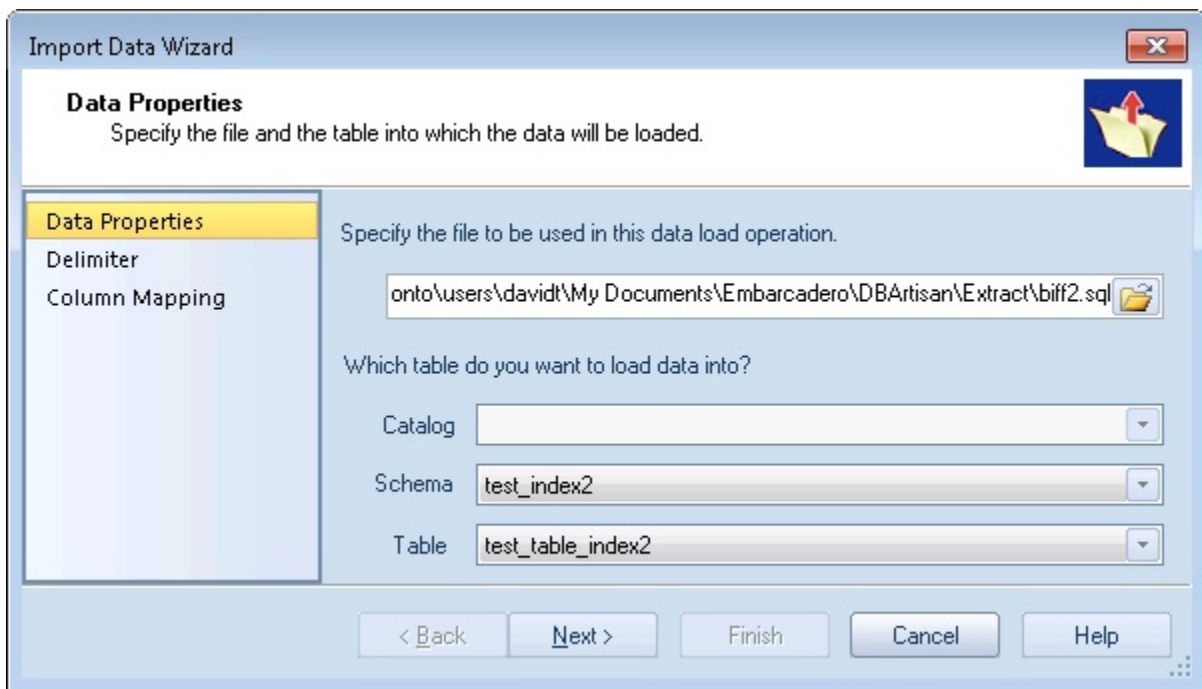 Import Data Wizard
Data Properties
Specify the file and the table into which the data will be loaded.
Data Properties
Delimiter
Column Mapping
Specify the file to be used in this data load operation.
onto\users\davidt\My Documents\Embarcadero\DBArtisan\Extract\biff2.sql
Which table do you want to load data into?
Catalog
Schema test_index2
Table test_table_index2
< Back Next > Finish Cancel Help